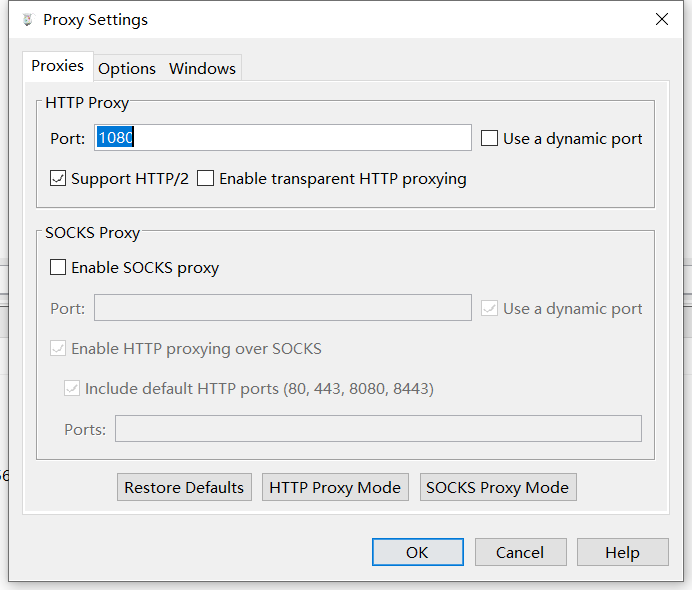 Proxy Settings
Proxies Options Windows
HTTP Proxy
Port: 1080 Use a dynamic port
Support HTTP/2 Enable transparent HTTP proxying
SOCKS Proxy
Enable SOCKS proxy
Port: Use a dynamic port
Enable HTTP proxying over SOCKS
Include default HTTP ports (80, 443, 8080, 8443)
Ports:
Restore Defaults HTTP Proxy Mode SOCKS Proxy Mode
OK Cancel Help